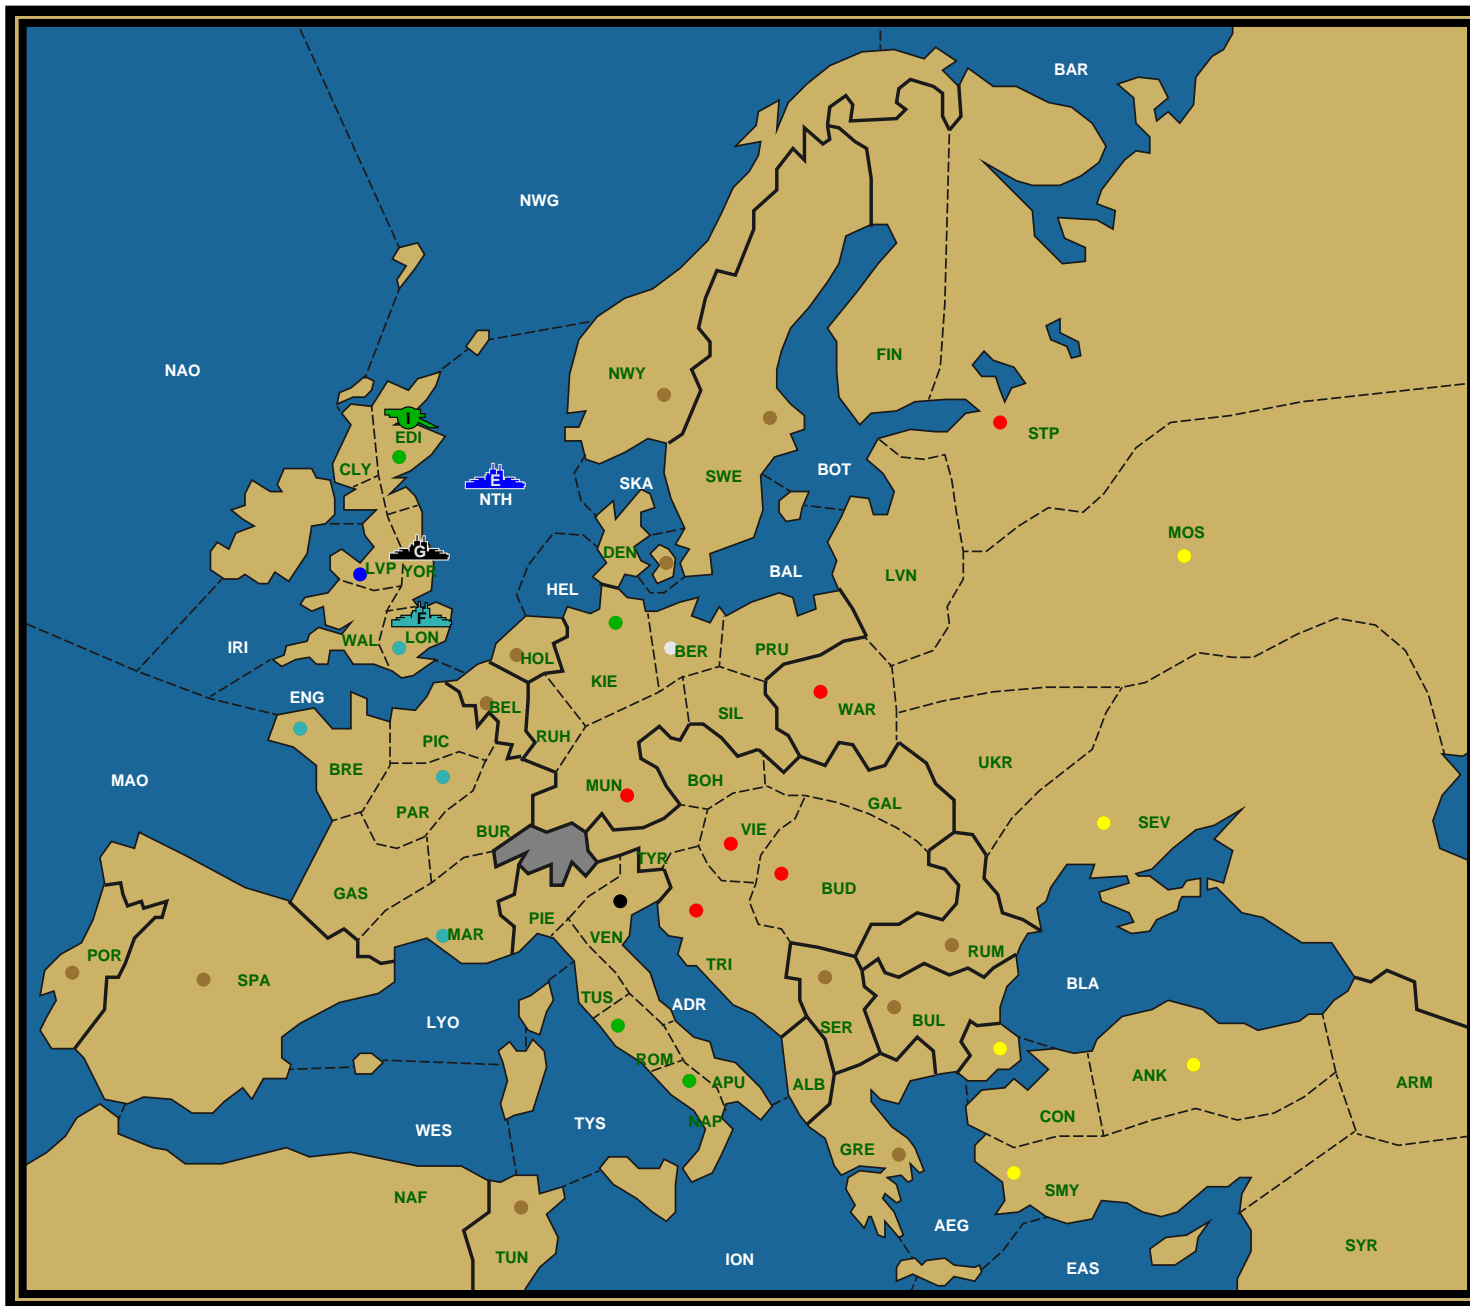 BAR
NWG
NAO
FIN
NWY
I
EDI
STP
CLY
E
NTH
SKA
SWE
BOT
MOS
G
LVP
YOR
DEN
BAL
LVN
HEL
F
LON
WAL
IRI
HOL
KIE
BER
PRU
ENG
BEL
SIL
WAR
PIC
RUH
UKR
BRE
MAO
MUN
BOH
GAL
PAR
BUR
VIE
SEV
TYR
GAS
BUD
PIE
MAR
VEN
POR
SPA
TRI
RUM
BLA
TUS
ADR
LYO
SER
BUL
ROM
APU
ALB
ANK
ARM
NAP
CON
WES
TYS
GRE
NAF
SMY
AEG
TUN
ION
EAS
SYR